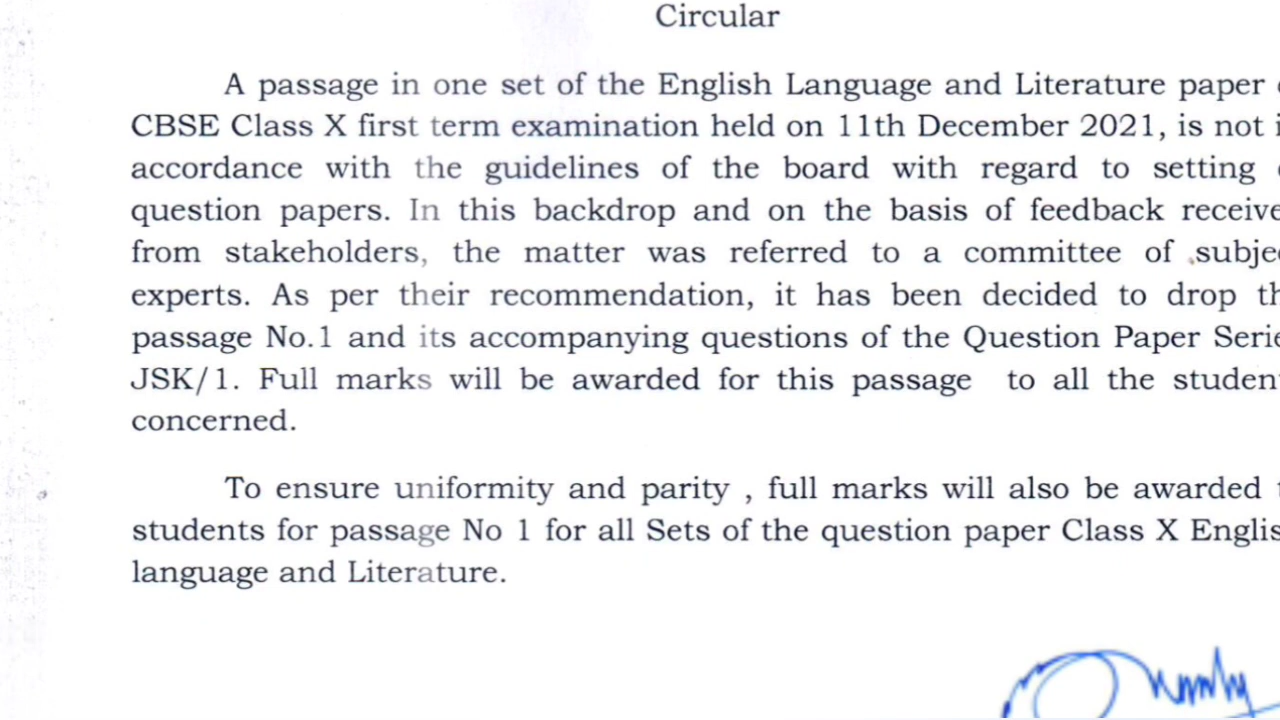 Circular
A passage in one set of the English Language and Literature paper
CBSE Class X first term examination held on 11th December 2021, is not
accordance with the guidelines of the board with regard to setting
question papers. In this backdrop and on the basis of feedback receive
from stakeholders, the matter was referred to a committee of subjec
experts. As per their recommendation, it has been decided to drop th
passage No.1 and its accompanying questions of the Question Paper Serie
JSK/1. Full marks will be awarded for this passage to all the student
concerned.
To ensure uniformity and parity , full marks will also be awarded
students for passage No 1 for all Sets of the question paper Class X Englis
language and Literature.